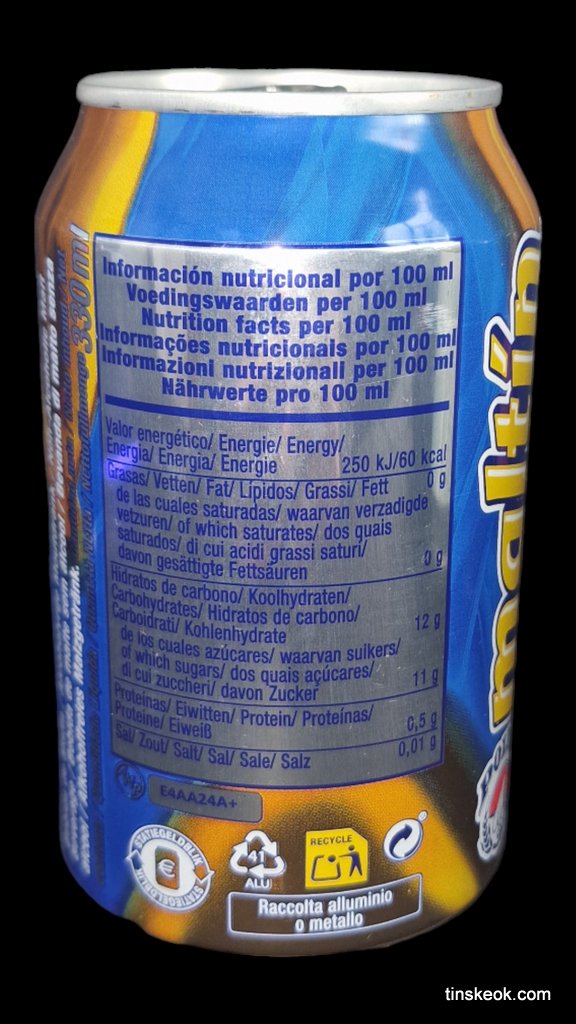 Información nutricional por 100 ml
Voedingswaarden per 100 ml
Nutrition facts per 100 ml
Informações nutricionais por 100 ml
Informazioni nutrizionali per 100 ml
Nährwerte pro 100 ml
Valor energético/ Energie/ Energy/
Energia/ Energia/ Energie 250 kJ/60 kcal
Grasas/ Vetten/ Fat/ Lípidos/ Grassi/ Fett 0 g
de las cuales saturadas/ waarvan verzadigde
vetzuren/ of which saturates/ dos quais
saturados/ di cui acidi grassi saturi/
davon gesättigte Fettsäuren 0 g
Hidratos de carbono/ Koolhydraten/
Carbohydrates/ Hidratos de carbono/
Carboidrati/ Kohlenhydrate 12 g
de los cuales azúcares/ waarvan suikers/
of which sugars/ dos quais açúcares/
di cui zuccheri/ davon Zucker 11 g
Proteínas/ Eiwitten/ Protein/ Proteínas/
Proteine/ Eiweiß 0,5 g
Sal/ Zout/ Salt/ Sal/ Sale/ Salz 0,01 g
330 ml
E4AA24A+
STATIEGELDBLIK
STATIEGELDBLIK
€
41
ALU
RECYCLE
Raccolta alluminio
o metallo
tinskeok.com